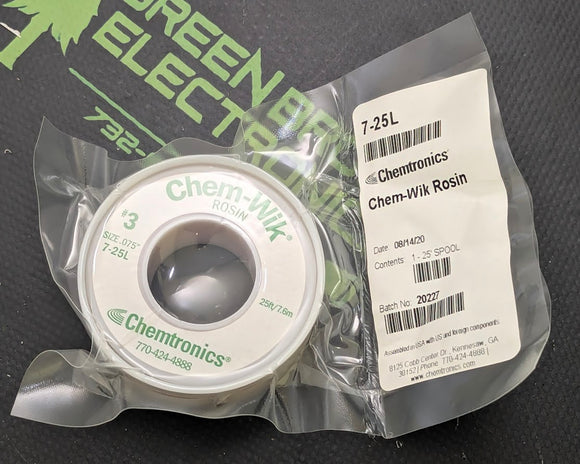 GREEN
ELECTR
732-
Chem-Wik®
ROSIN
#3
SIZE .075"
7-25L
25ft/7.6m
Chemtronics®
770-424-4888
7-25L
Chemtronics®
Chem-Wik Rosin
Date: 08/14/20
Contents: 1 - 25' SPOOL
Batch No: 20227
Assembled in USA with US and foreign components.
8125 Cobb Center Dr., Kennesaw, GA
30152 | Phone 770-424-4888 |
www.chemtronics.com